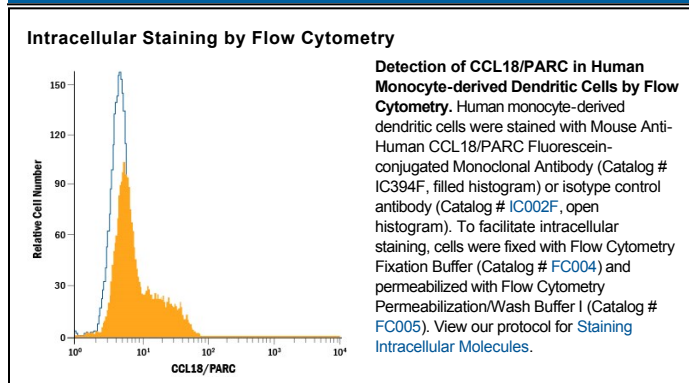 Intracellular Staining by Flow Cytometry
Detection of CCL18/PARC in Human
Monocyte-derived Dendritic Cells by Flow
Cytometry. Human monocyte-derived
dendritic cells were stained with Mouse Anti-
Human CCL18/PARC Fluorescein-
conjugated Monoclonal Antibody (Catalog #
IC394F, filled histogram) or isotype control
antibody (Catalog # IC002F, open
histogram). To facilitate intracellular
staining, cells were fixed with Flow Cytometry
Fixation Buffer (Catalog # FC004) and
permeabilized with Flow Cytometry
Permeabilization/Wash Buffer I (Catalog #
FC005). View our protocol for Staining
Intracellular Molecules.
Relative Cell Number
150
120
90
60
30
0
10⁰ 10¹ 10² 10³ 10⁴
CCL18/PARC